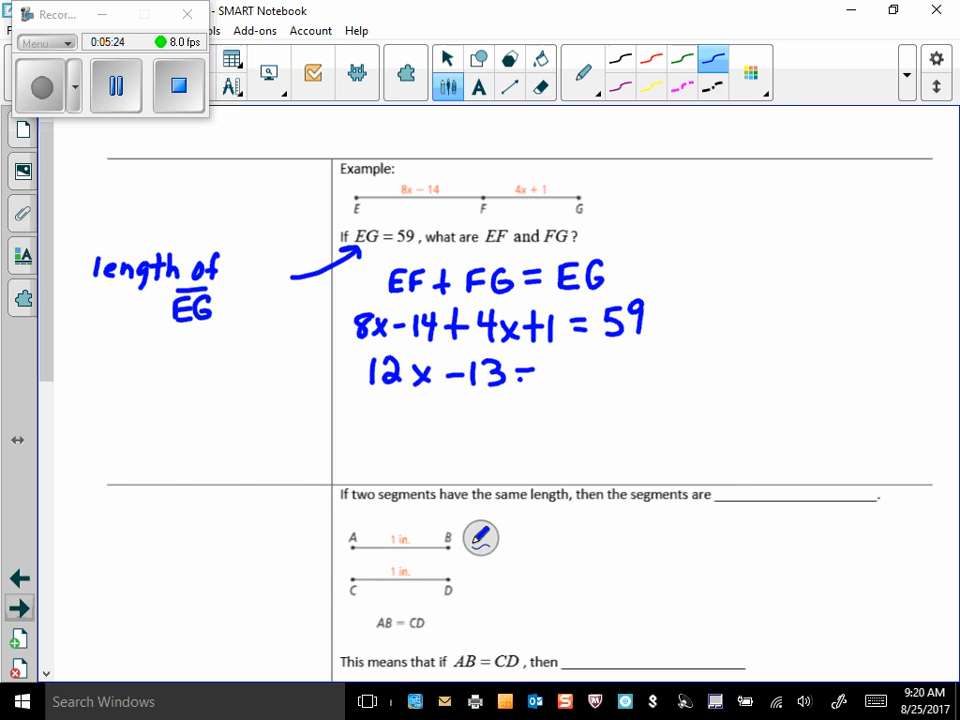 Recor...
- SMART Notebook
Add-ons Account Help
Menu
0:05:24
8.0 fps
Example:
8x − 14 4x + 1
E F G
If EG = 59, what are EF and FG?
length of
EG
EF + FG = EG
8x - 14 + 4x + 1 = 59
12x - 13 =
If two segments have the same length, then the segments are ____________________.
A 1 in. B
1 in.
C D
AB = CD
This means that if AB = CD, then ______________________
Search Windows
9:20 AM
8/25/2017